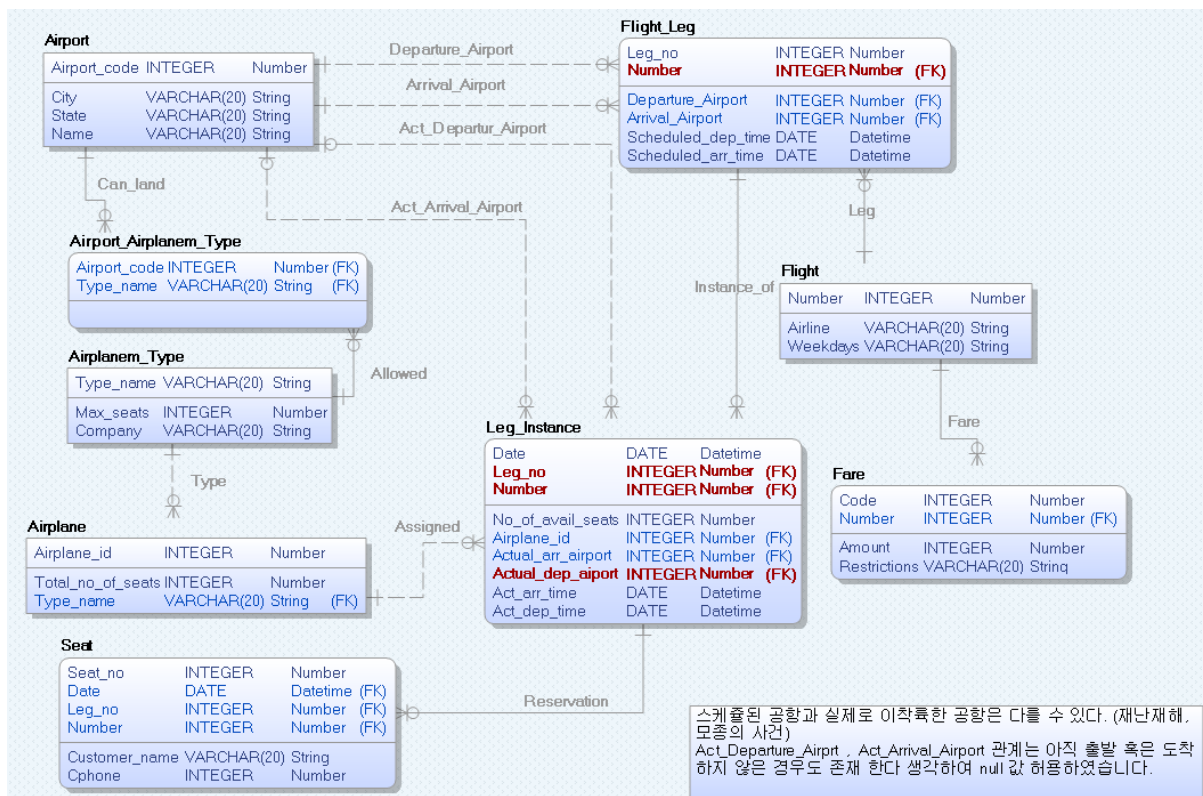 Airport
Airport_code INTEGER Number
City VARCHAR(20) String
State VARCHAR(20) String
Name VARCHAR(20) String
Departure_Airport
Arrival_Airport
Act_Departur_Airport
Act_Arrival_Airport
Flight_Leg
Leg_no INTEGER Number
Number INTEGER Number (FK)
Departure_Airport INTEGER Number (FK)
Arrival_Airport INTEGER Number (FK)
Scheduled_dep_time DATE Datetime
Scheduled_arr_time DATE Datetime
Can_land
Leg
Instance_of
Airport_Airplanem_Type
Airport_code INTEGER Number (FK)
Type_name VARCHAR(20) String (FK)
Flight
Number INTEGER Number
Airline VARCHAR(20) String
Weekdays VARCHAR(20) String
Airplanem_Type
Type_name VARCHAR(20) String
Max_seats INTEGER Number
Company VARCHAR(20) String
Allowed
Type
Fare
Leg_Instance
Date DATE Datetime
Leg_no INTEGER Number (FK)
Number INTEGER Number (FK)
No_of_avail_seats INTEGER Number
Airplane_id INTEGER Number (FK)
Actual_arr_airport INTEGER Number (FK)
Actual_dep_aiport INTEGER Number (FK)
Act_arr_time DATE Datetime
Act_dep_time DATE Datetime
Fare
Code INTEGER Number
Number INTEGER Number (FK)
Amount INTEGER Number
Restrictions VARCHAR(20) String
Airplane
Airplane_id INTEGER Number
Total_no_of_seats INTEGER Number
Type_name VARCHAR(20) String (FK)
Assigned
Seat
Seat_no INTEGER Number
Date DATE Datetime (FK)
Leg_no INTEGER Number (FK)
Number INTEGER Number (FK)
Customer_name VARCHAR(20) String
Cphone INTEGER Number
Reservation
스케쥴된 공항과 실제로 이착륙한 공항은 다를 수 있다. (재난재해,
모종의 사건)
Act_Departure_Airprt , Act_Arrival_Airport 관계는 아직 출발 혹은 도착
하지 않은 경우도 존재 한다 생각하여 null 값 허용하였습니다.